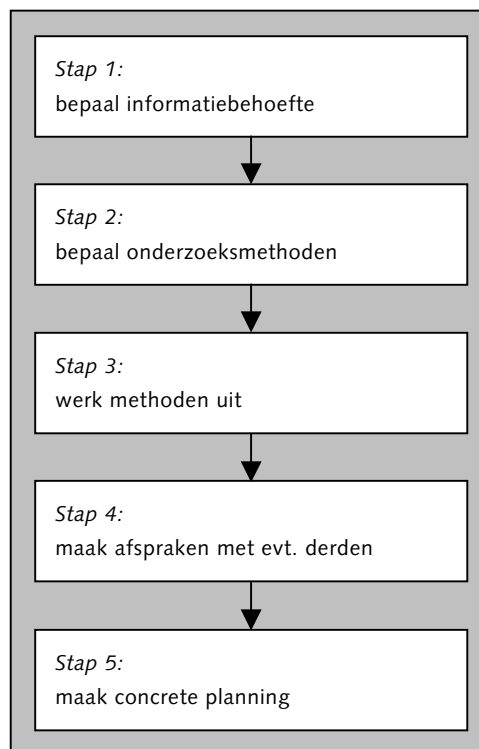 Stap 1:
bepaal informatiebehoefte
Stap 2:
bepaal onderzoeksmethoden
Stap 3:
werk methoden uit
Stap 4:
maak afspraken met evt. derden
Stap 5:
maak concrete planning